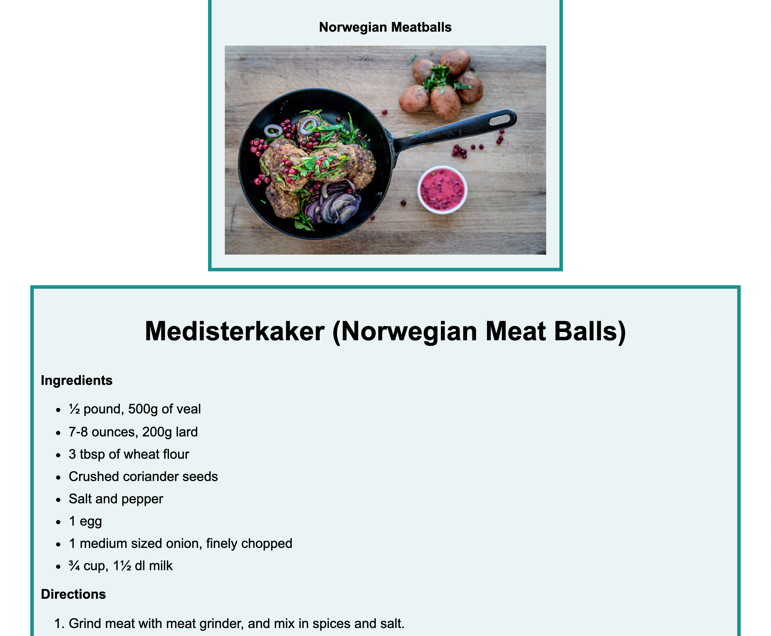 Norwegian Meatballs
Medisterkaker (Norwegian Meat Balls)
Ingredients
• ½ pound, 500g of veal
• 7-8 ounces, 200g lard
• 3 tbsp of wheat flour
• Crushed coriander seeds
• Salt and pepper
• 1 egg
• 1 medium sized onion, finely chopped
• ¾ cup, 1½ dl milk
Directions
1. Grind meat with meat grinder, and mix in spices and salt.